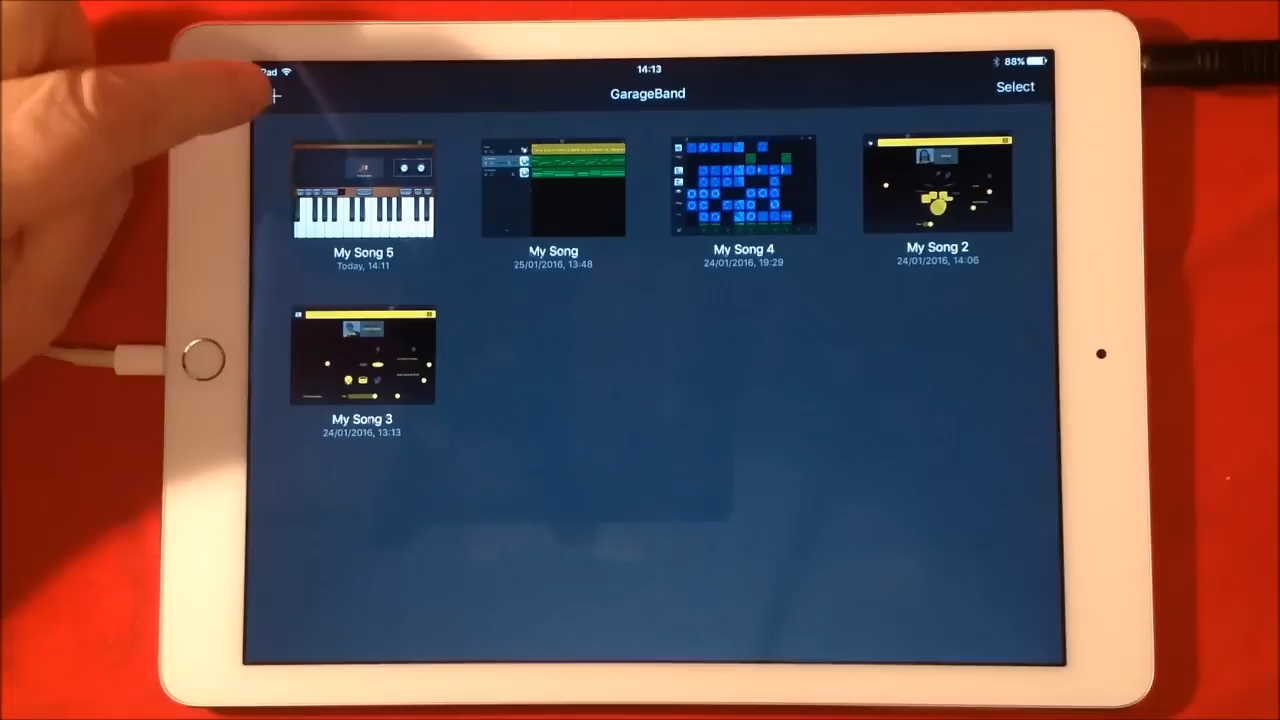 Pad
14:13
88%
GarageBand
Select
My Song 5
Today, 14:11
My Song
25/01/2016, 13:48
My Song 4
24/01/2016, 19:29
My Song 2
24/01/2016, 14:06
My Song 3
24/01/2016, 13:13